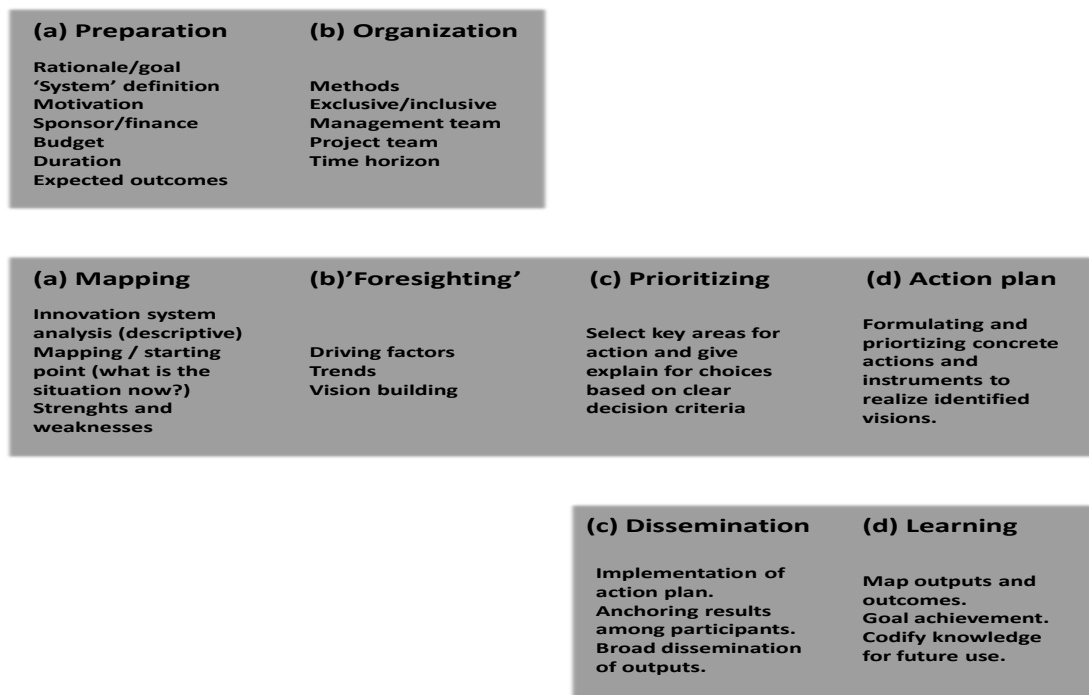 (a) Preparation
Rationale/goal
‘System’ definition
Motivation
Sponsor/finance
Budget
Duration
Expected outcomes
(b) Organization
Methods
Exclusive/inclusive
Management team
Project team
Time horizon
(a) Mapping
Innovation system
analysis (descriptive)
Mapping / starting
point (what is the
situation now?)
Strenghts and
weaknesses
(b)’Foresighting’
Driving factors
Trends
Vision building
(c) Prioritizing
Select key areas for
action and give
explain for choices
based on clear
decision criteria
(d) Action plan
Formulating and
prioritizing concrete
actions and
instruments to
realize identified
visions.
(c) Dissemination
Implementation of
action plan.
Anchoring results
among participants.
Broad dissemination
of outputs.
(d) Learning
Map outputs and
outcomes.
Goal achievement.
Codify knowledge
for future use.